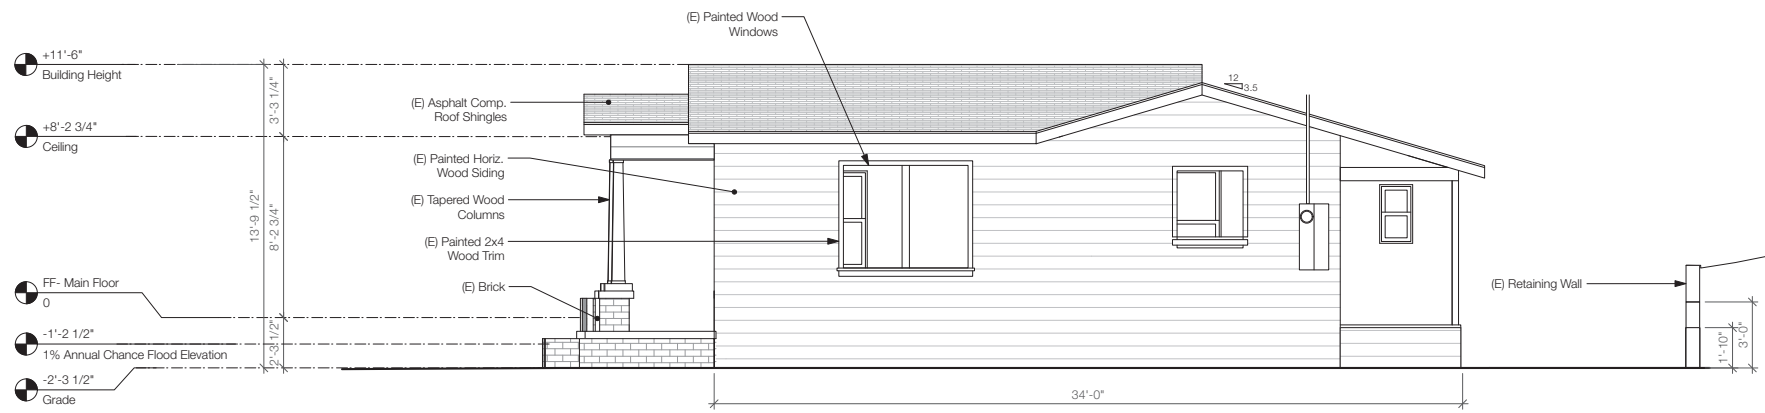 (E) Painted Wood
Windows
+11'-6"
Building Height
12
3.5
3'-3 1/4"
(E) Asphalt Comp.
Roof Shingles
+8'-2 3/4"
Ceiling
(E) Painted Horiz.
Wood Siding
(E) Tapered Wood
Columns
13'-9 1/2"
8'-2 3/4"
(E) Painted 2x4
Wood Trim
FF- Main Floor
0
(E) Brick
(E) Retaining Wall
-1'-2 1/2"
1% Annual Chance Flood Elevation
2'-3 1/2"
1'-10"
3'-0"
-2'-3 1/2"
Grade
34'-0"